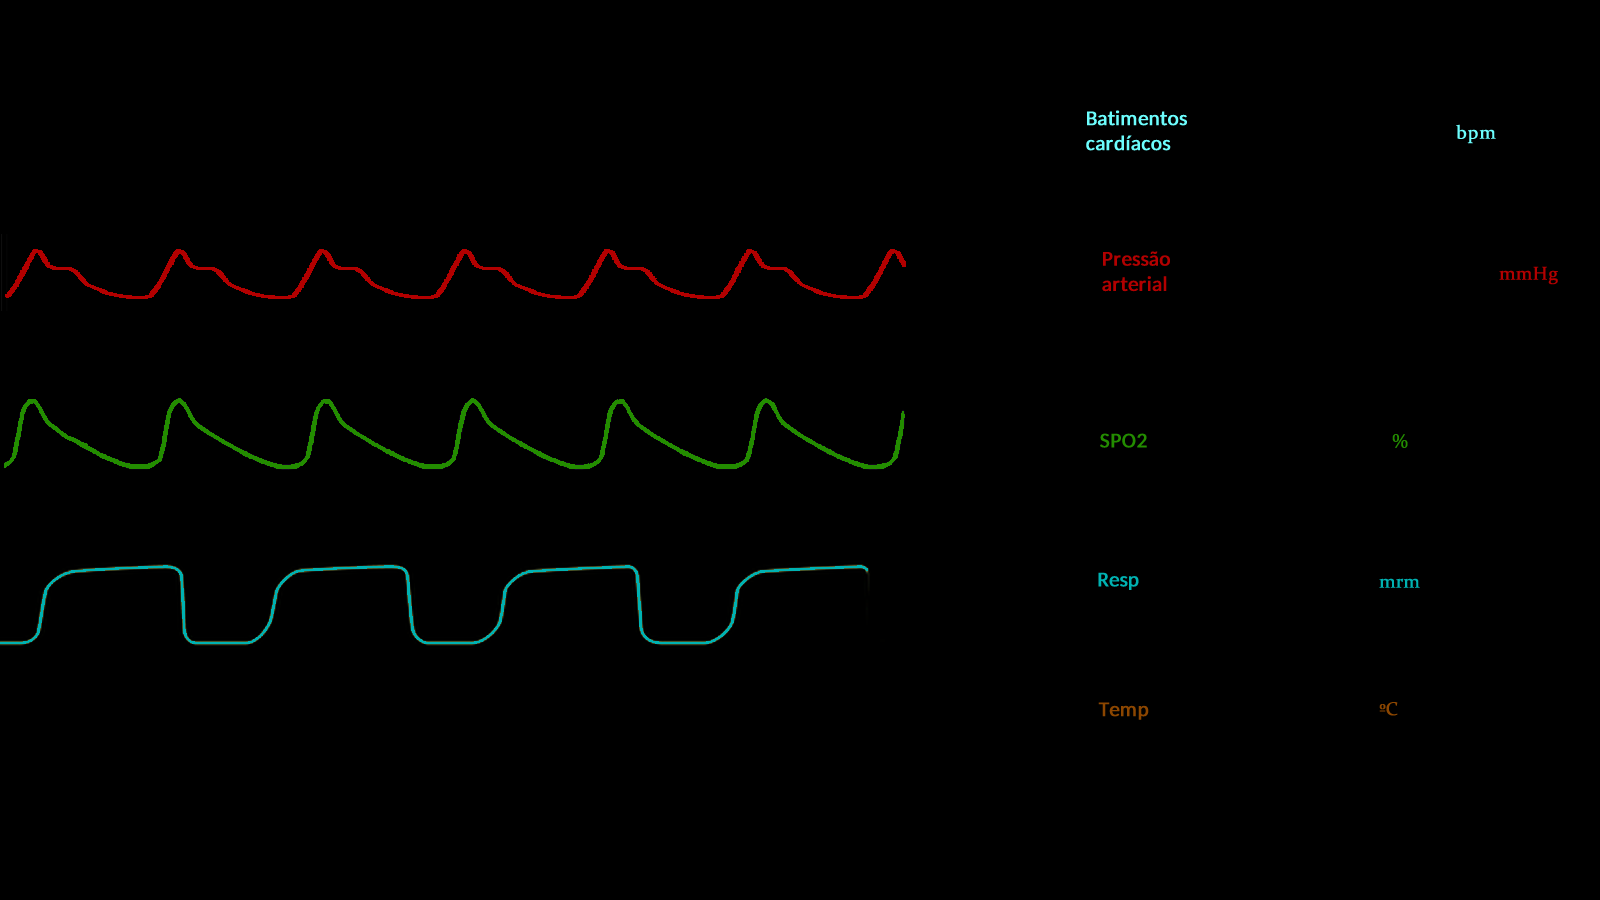 Batimentos
cardíacos
bpm
Pressão
arterial
mmHg
SPO2
%
Resp
mrm
Temp
ºC